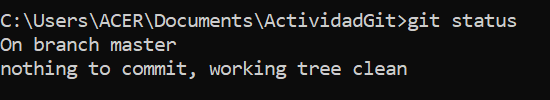 C:\Users\ACER\Documents\ActividadGit>git status
On branch master
nothing to commit, working tree clean